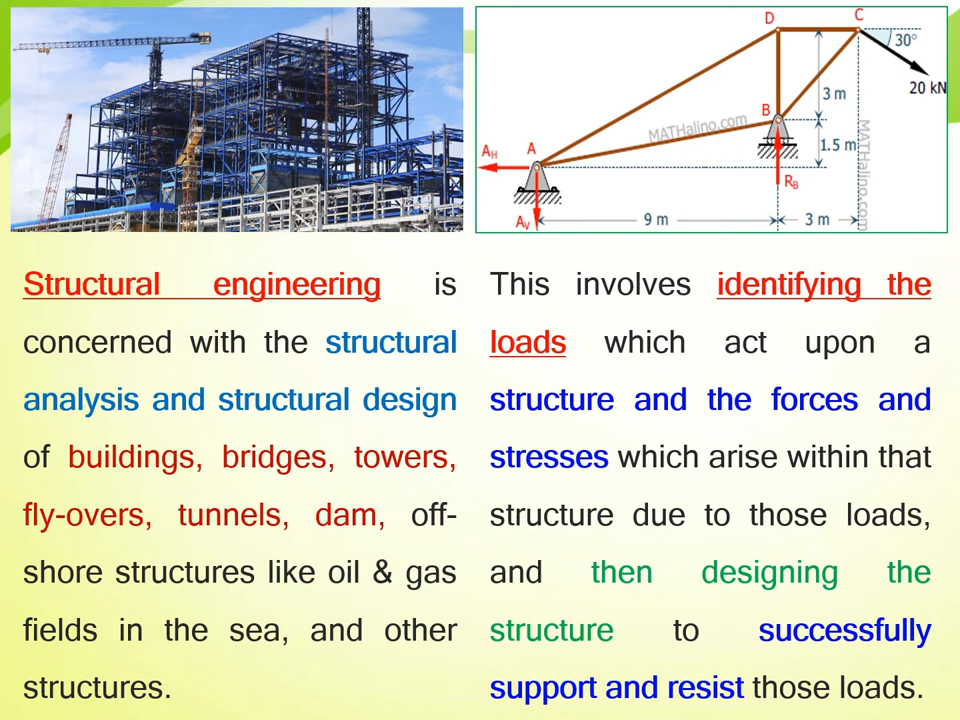 D
C
30°
20 kN
3 m
B
MATHalino.com
1.5 m
A
A_H
R_B
A_V
9 m
3 m
MATHalino.com
Structural engineering is
concerned with the structural
analysis and structural design
of buildings, bridges, towers,
fly-overs, tunnels, dam, off-
shore structures like oil & gas
fields in the sea, and other
structures.
This involves identifying the
loads which act upon a
structure and the forces and
stresses which arise within that
structure due to those loads,
and then designing the
structure to successfully
support and resist those loads.